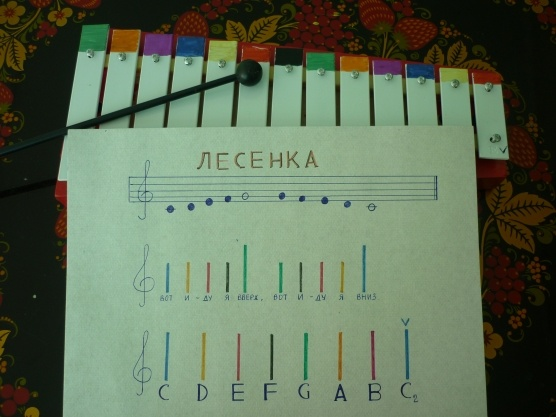 ЛЕСЕНКА
ВОТ И - ДУ Я ВВЕРХ, ВОТ И - ДУ Я ВНИЗ
C D E F G A B C2